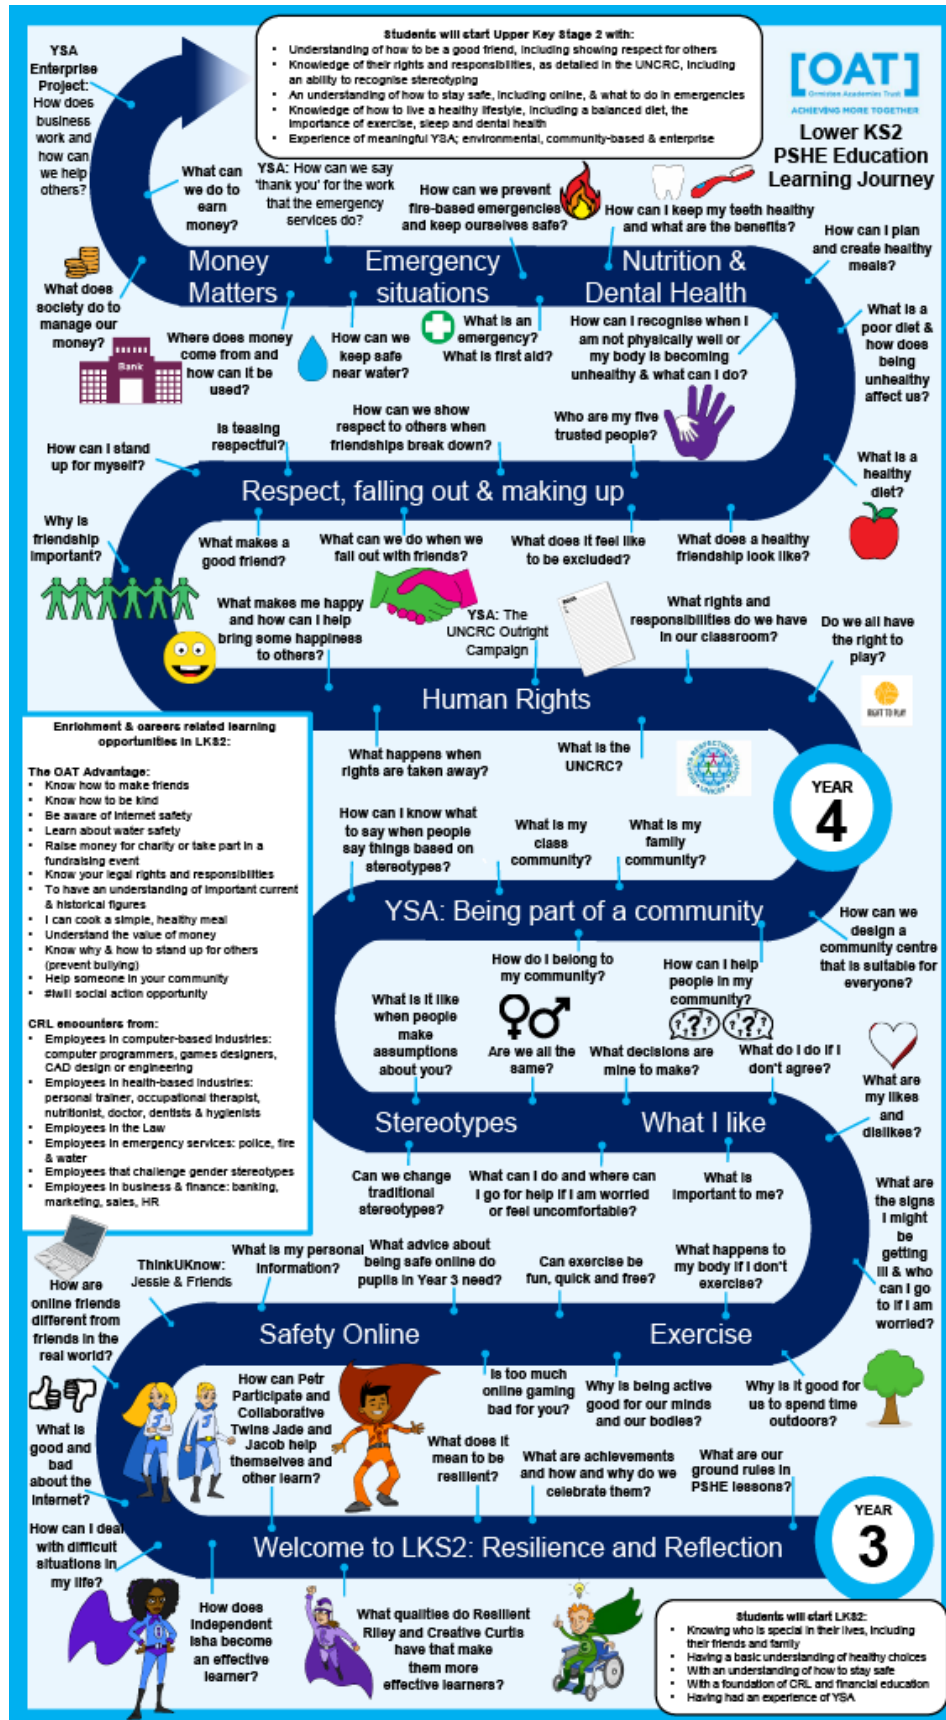 Students will start Upper Key Stage 2 with:
• Understanding of how to be a good friend, including showing respect for others
• Knowledge of their rights and responsibilities, as detailed in the UNCRC, including
an ability to recognise stereotyping
• An understanding of how to stay safe, including online, & what to do in emergencies
• Knowledge of how to live a healthy lifestyle, including a balanced diet, the
importance of exercise, sleep and dental health
• Experience of meaningful YSA; environmental, community-based & enterprise
[OAT]
Ormiston Academies Trust
ACHIEVING MORE TOGETHER
Lower KS2
PSHE Education
Learning Journey
YSA
Enterprise
Project:
How does
business
work and
how can
we help
others?
What can
we do to
earn
money?
YSA: How can we say
'thank you' for the work
that the emergency
services do?
How can we prevent
fire-based emergencies
and keep ourselves safe?
How can I keep my teeth healthy
and what are the benefits?
How can I plan
and create healthy
meals?
Money
Matters
Emergency
situations
Nutrition &
Dental Health
What does
society do to
manage our
money?
Bank
Where does money
come from and
how can it be
used?
How can we
keep safe
near water?
What is an
emergency?
What is first aid?
How can I recognise when I
am not physically well or
my body is becoming
unhealthy & what can I do?
What is a
poor diet &
how does
being
unhealthy
affect us?
How can I stand
up for myself?
Is teasing
respectful?
How can we show
respect to others when
friendships break down?
Who are my five
trusted people?
What is a
healthy
diet?
Respect, falling out & making up
Why is
friendship
important?
What makes a
good friend?
What can we do when we
fall out with friends?
What does it feel like
to be excluded?
What does a healthy
friendship look like?
What makes me happy
and how can I help
bring some happiness
to others?
YSA: The
UNCRC Outright
Campaign
What rights and
responsibilities do we have
in our classroom?
Do we all have
the right to
play?
RIGHT TO PLAY
Human Rights
What happens when
rights are taken away?
What is the
UNCRC?
YEAR
4
Enrichment & careers related learning
opportunities in LKS2:
The OAT Advantage:
• Know how to make friends
• Know how to be kind
• Be aware of internet safety
• Learn about water safety
• Raise money for charity or take part in a
fundraising event
• Know your legal rights and responsibilities
• To have an understanding of important current
& historical figures
• I can cook a simple, healthy meal
• Understand the value of money
• Know why & how to stand up for others
(prevent bullying)
• Help someone in your community
• #iwill social action opportunity
CRL encounters from:
• Employees in computer-based industries:
computer programmers, games designers,
CAD design or engineering
• Employees in health-based industries:
personal trainer, occupational therapist,
nutritionist, doctor, dentists & hygienists
• Employees in the Law
• Employees in emergency services: police, fire
& water
• Employees that challenge gender stereotypes
• Employees in business & finance: banking,
marketing, sales, HR
How can I know what
to say when people
say things based on
stereotypes?
What is my
class
community?
What is my
family
community?
YSA: Being part of a community
How can we
design a
community centre
that is suitable for
everyone?
How do I belong to
my community?
How can I help
people in my
community?
What is it like
when people
make
assumptions
about you?
Are we all the
same?
What decisions are
mine to make?
What do I do if I
don't agree?
What are
my likes
and
dislikes?
Stereotypes
What I like
Can we change
traditional
stereotypes?
What can I do and where can
I go for help if I am worried
or feel uncomfortable?
What is
important to me?
What are
the signs
I might
be
getting
ill & who
can I go
to if I am
worried?
How are
online friends
different from
friends in the
real world?
ThinkUKnow:
Jessie & Friends
What is my personal
information?
What advice about
being safe online do
pupils in Year 3 need?
Can exercise be
fun, quick and free?
What happens to
my body if I don't
exercise?
Safety Online
Exercise
What is
good and
bad
about the
internet?
How can Petr
Participate and
Collaborative
Twins Jade and
Jacob help
themselves and
other learn?
Is too much
online gaming
bad for you?
Why is being active
good for our minds
and our bodies?
Why is it good for
us to spend time
outdoors?
What does it
mean to be
resilient?
What are achievements
and how and why do we
celebrate them?
What are our
ground rules in
PSHE lessons?
How can I deal
with difficult
situations in
my life?
Welcome to LKS2: Resilience and Reflection
YEAR
3
How does
Independent
Isha become
an effective
learner?
What qualities do Resilient
Riley and Creative Curtis
have that make
them more
effective learners?
Students will start LKS2:
• Knowing who is special in their lives, including
their friends and family
• Having a basic understanding of healthy choices
• With an understanding of how to stay safe
• With a foundation of CRL and financial education
• Having had an experience of YSA